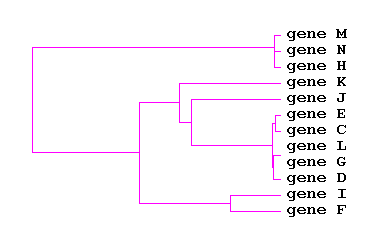 gene M
gene N
gene H
gene K
gene J
gene E
gene C
gene L
gene G
gene D
gene I
gene F